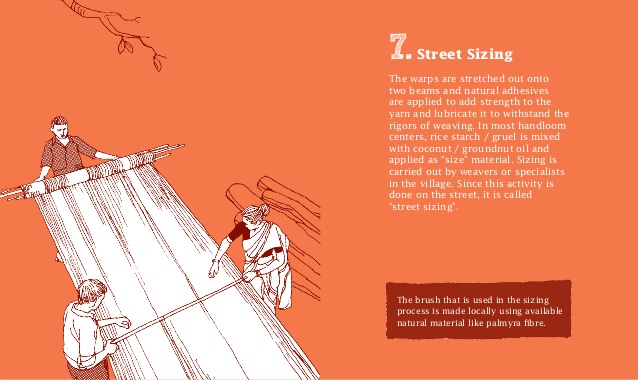 7. Street Sizing
The warps are stretched out onto
two beams and natural adhesives
are applied to add strength to the
yarn and lubricate it to withstand the
rigors of weaving. In most handloom
centers, rice starch / gruel is mixed
with coconut / groundnut oil and
applied as "size" material. Sizing is
carried out by weavers or specialists
in the village. Since this activity is
done on the street, it is called
"street sizing".
The brush that is used in the sizing
process is made locally using available
natural material like palmyra fibre.